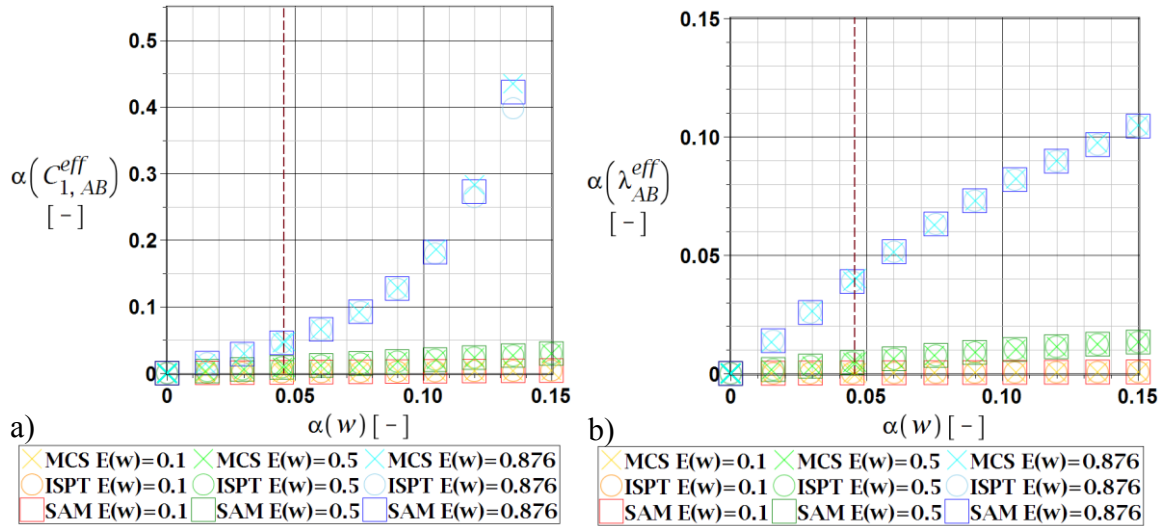 0.5
0.4
0.3
0.2
0.1
0
α(C₁, AB^eff)
[-]
0 0.05 0.10 0.15
a)
α(w) [-]
MCS E(w)=0.1 MCS E(w)=0.5 MCS E(w)=0.876
ISPT E(w)=0.1 ISPT E(w)=0.5 ISPT E(w)=0.876
SAM E(w)=0.1 SAM E(w)=0.5 SAM E(w)=0.876
0.15
0.10
0.05
0
α(λ_AB^eff)
[-]
0 0.05 0.10 0.15
b)
α(w) [-]
MCS E(w)=0.1 MCS E(w)=0.5 MCS E(w)=0.876
ISPT E(w)=0.1 ISPT E(w)=0.5 ISPT E(w)=0.876
SAM E(w)=0.1 SAM E(w)=0.5 SAM E(w)=0.876